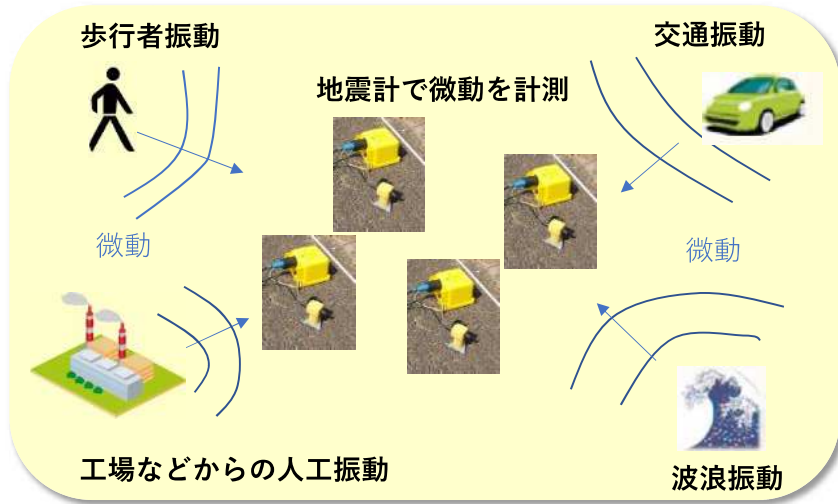 歩行者振動
交通振動
地震計で微動を計測
微動
微動
工場などからの人工振動
波浪振動